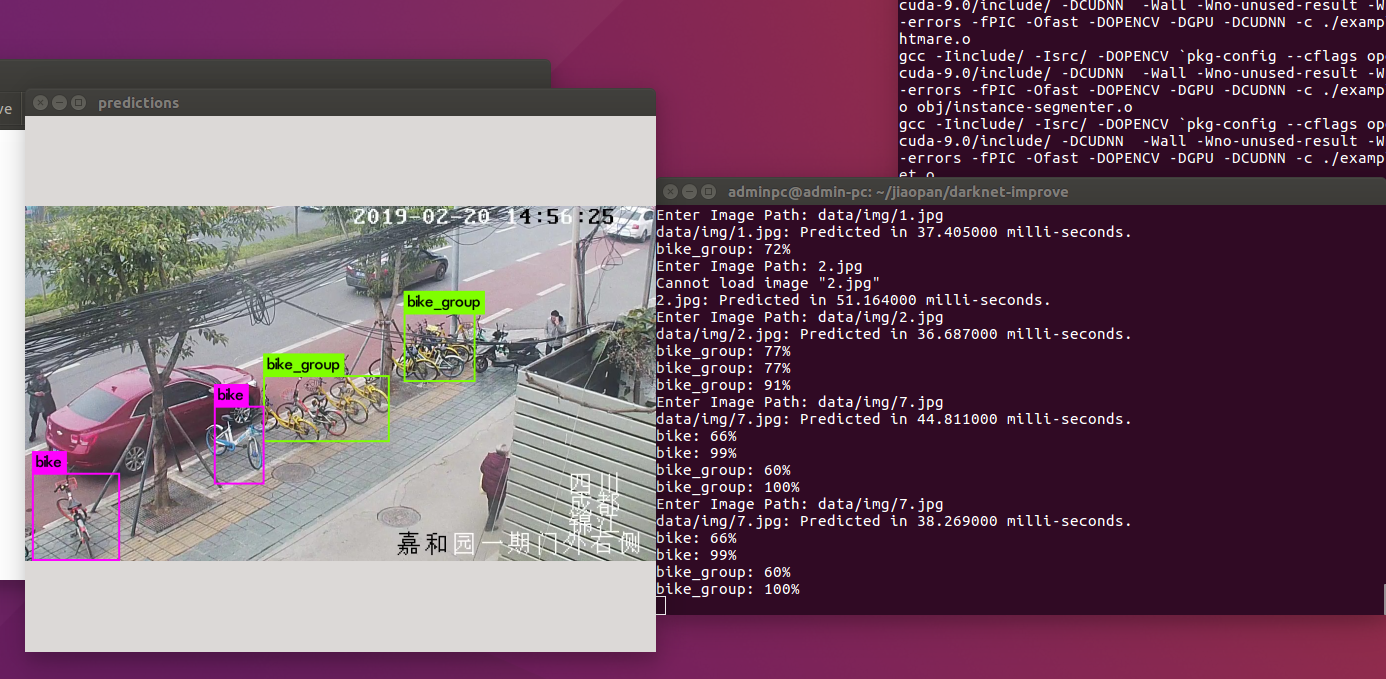 cuda-9.0/include/ -DCUDNN  -Wall -Wno-unused-result -W
-errors -fPIC -Ofast -DOPENCV -DGPU -DCUDNN -c ./examp
htmare.o
gcc -Iinclude/ -Isrc/ -DOPENCV `pkg-config --cflags op
cuda-9.0/include/ -DCUDNN  -Wall -Wno-unused-result -W
-errors -fPIC -Ofast -DOPENCV -DGPU -DCUDNN -c ./examp
o obj/instance-segmenter.o
gcc -Iinclude/ -Isrc/ -DOPENCV `pkg-config --cflags op
cuda-9.0/include/ -DCUDNN  -Wall -Wno-unused-result -W
-errors -fPIC -Ofast -DOPENCV -DGPU -DCUDNN -c ./examp
et.o
ve
predictions
2019-02-20 14:56:25
bike_group
bike_group
bike
bike
四川
成都
锦江
嘉和园一期门外右侧
adminpc@admin-pc: ~/jiaopan/darknet-improve
Enter Image Path: data/img/1.jpg
data/img/1.jpg: Predicted in 37.405000 milli-seconds.
bike_group: 72%
Enter Image Path: 2.jpg
Cannot load image "2.jpg"
2.jpg: Predicted in 51.164000 milli-seconds.
Enter Image Path: data/img/2.jpg
data/img/2.jpg: Predicted in 36.687000 milli-seconds.
bike_group: 77%
bike_group: 77%
bike_group: 91%
Enter Image Path: data/img/7.jpg
data/img/7.jpg: Predicted in 44.811000 milli-seconds.
bike: 66%
bike: 99%
bike_group: 60%
bike_group: 100%
Enter Image Path: data/img/7.jpg
data/img/7.jpg: Predicted in 38.269000 milli-seconds.
bike: 66%
bike: 99%
bike_group: 60%
bike_group: 100%